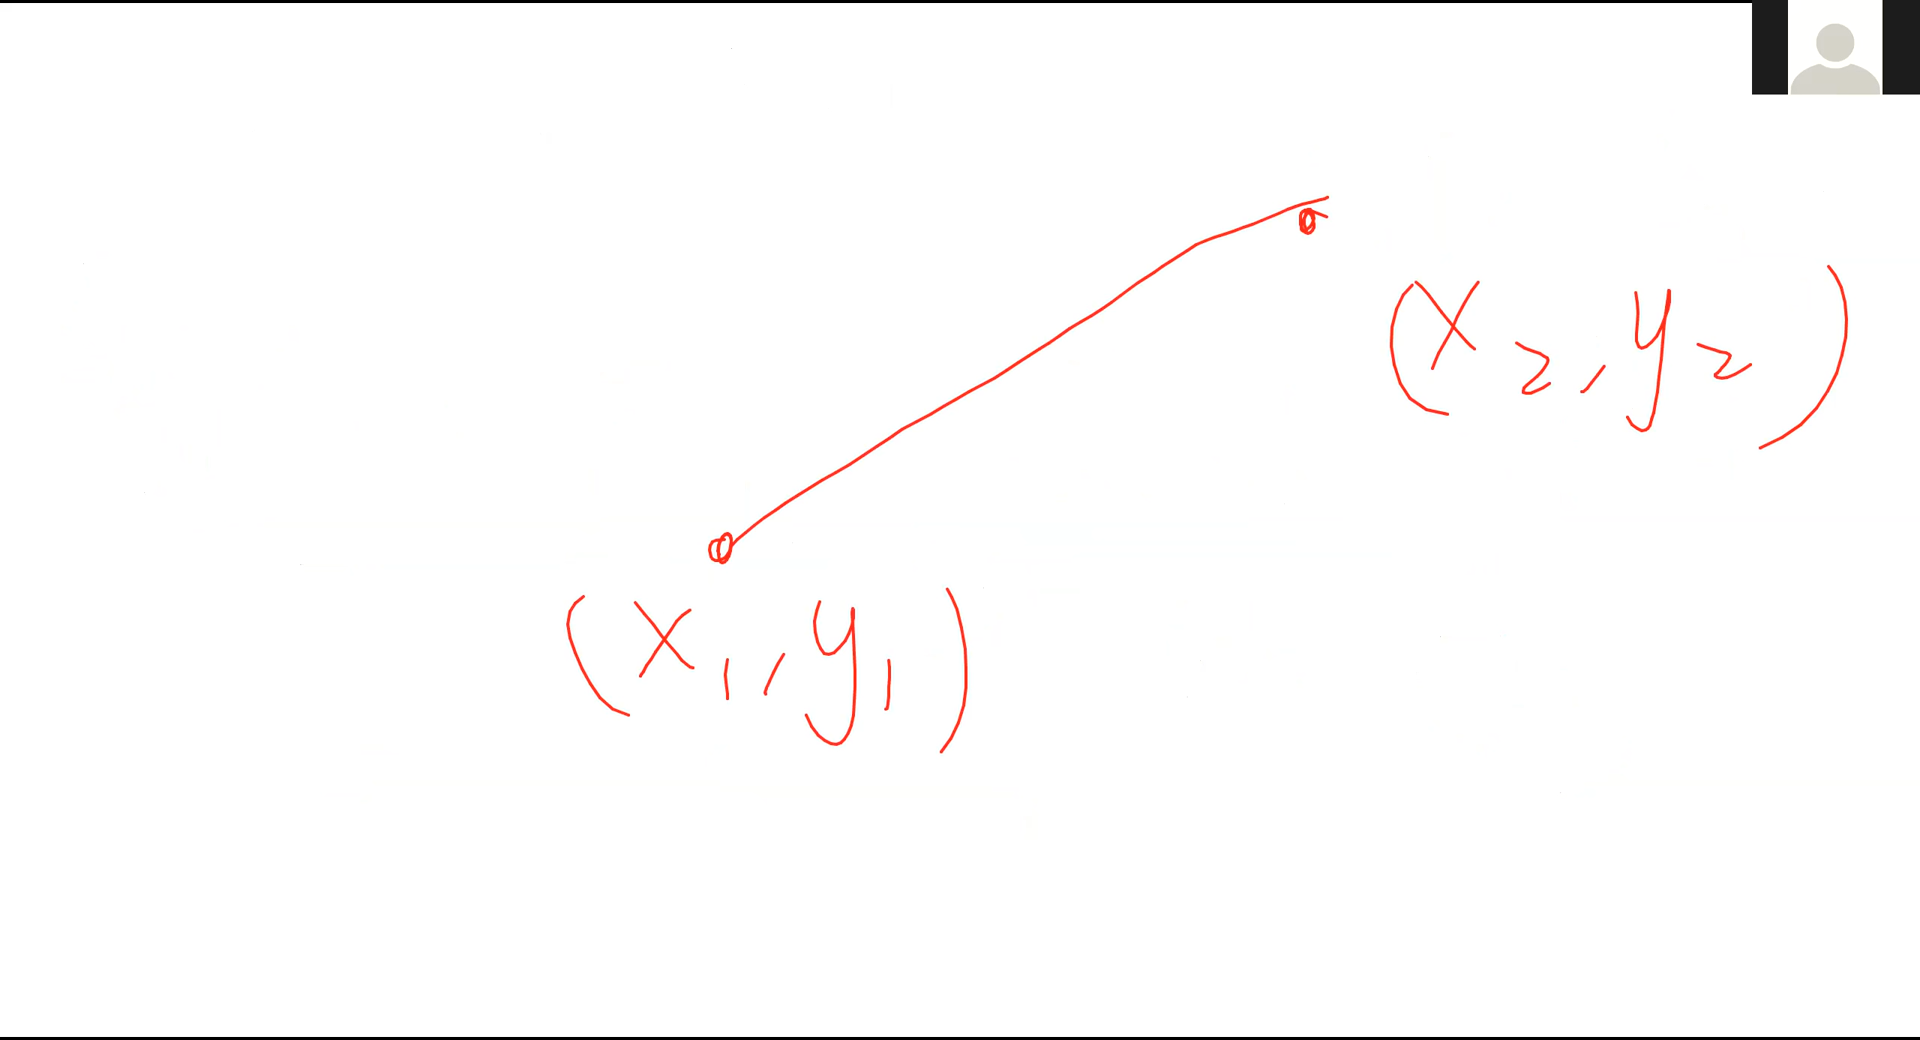 (x₂, y₂)
(x₁, y₁)